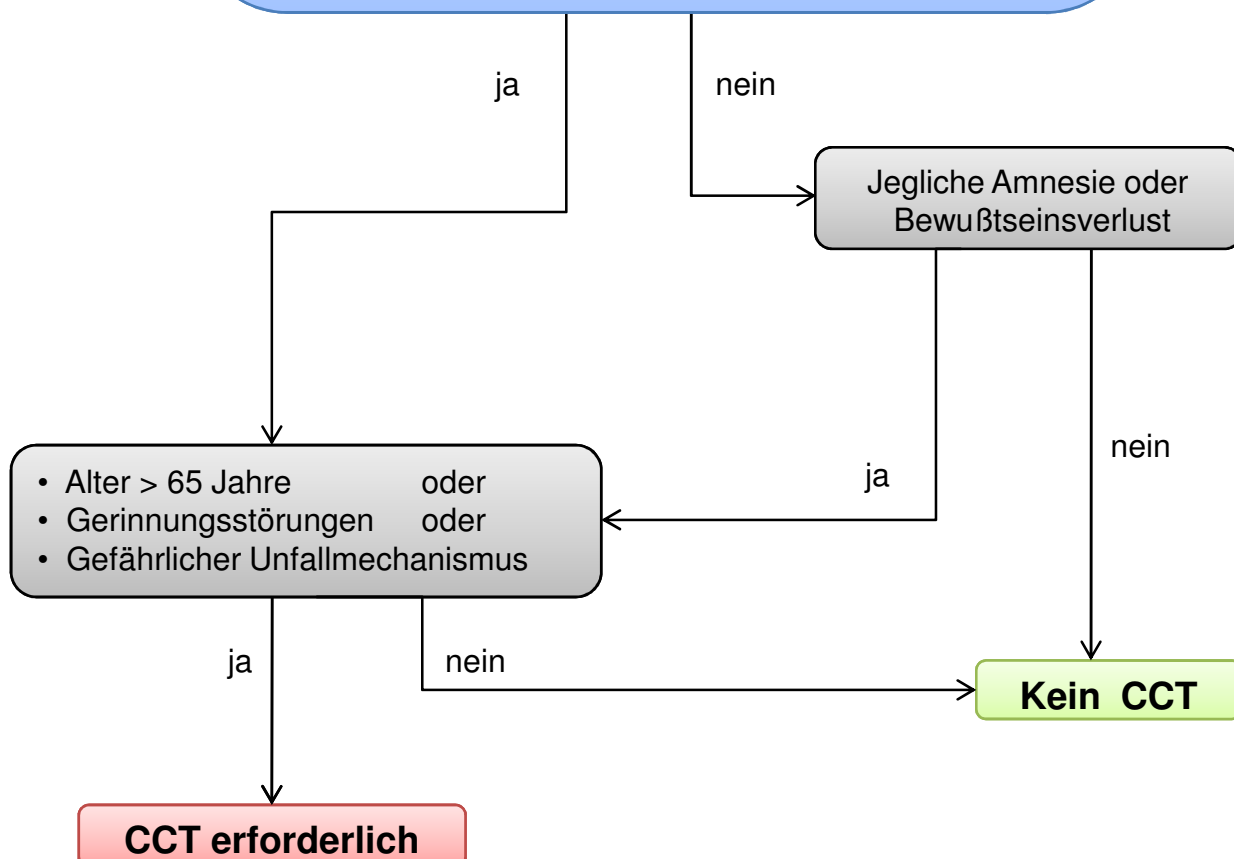 ja
nein
Jegliche Amnesie oder
Bewußtseinsverlust
nein
ja
• Alter > 65 Jahre oder
• Gerinnungsstörungen oder
• Gefährlicher Unfallmechanismus
ja
nein
Kein CCT
CCT erforderlich